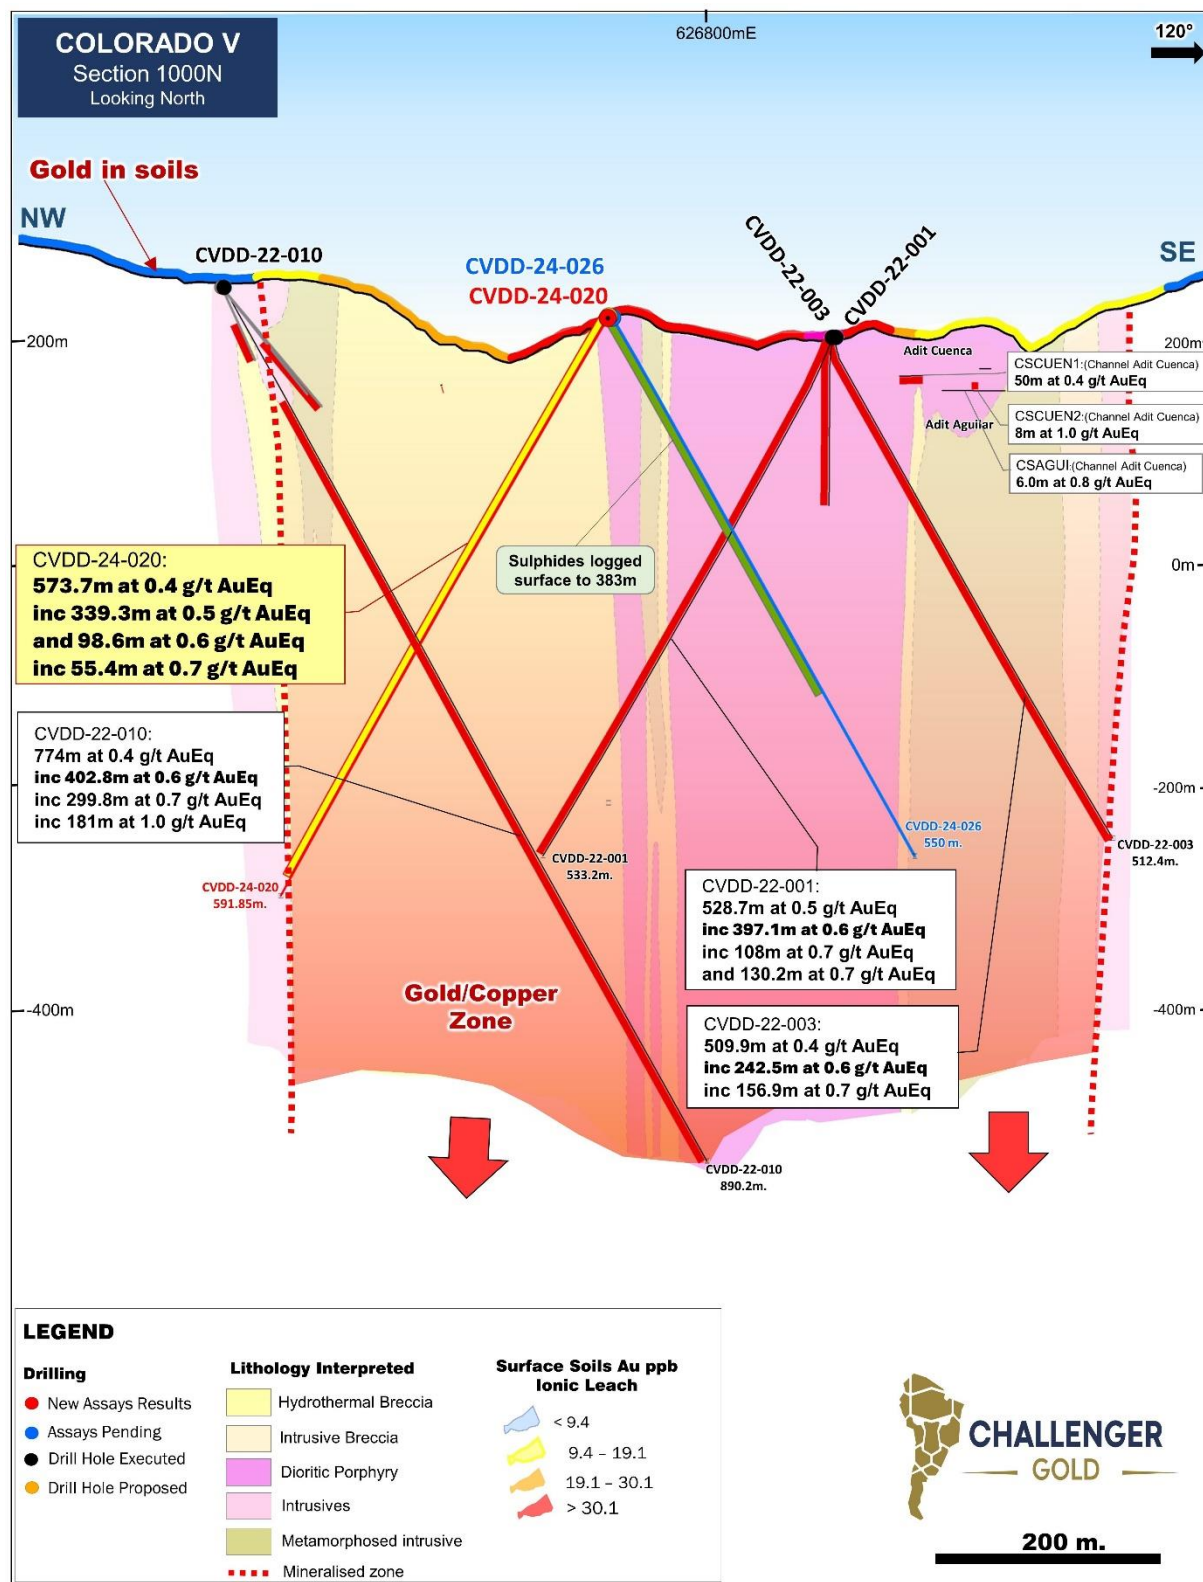 COLORADO V
Section 1000N
Looking North
626800mE
120°
Gold in soils
NW
SE
CVDD-22-010
CVDD-24-026
CVDD-24-020
CVDD-22-003
CVDD-22-001
200m
200m
Adit Cuenca
Adit Aguilar
CSCUEN1:(Channel Adit Cuenca)
50m at 0.4 g/t AuEq
CSCUEN2:(Channel Adit Cuenca)
8m at 1.0 g/t AuEq
CSAGUI:(Channel Adit Cuenca)
6.0m at 0.8 g/t AuEq
CVDD-24-020:
573.7m at 0.4 g/t AuEq
inc 339.3m at 0.5 g/t AuEq
and 98.6m at 0.6 g/t AuEq
inc 55.4m at 0.7 g/t AuEq
Sulphides logged
surface to 383m
0m
CVDD-22-010:
774m at 0.4 g/t AuEq
inc 402.8m at 0.6 g/t AuEq
inc 299.8m at 0.7 g/t AuEq
inc 181m at 1.0 g/t AuEq
-200m
CVDD-24-026
550 m.
CVDD-22-003
512.4m.
CVDD-22-001
533.2m.
CVDD-24-020
591.85m.
CVDD-22-001:
528.7m at 0.5 g/t AuEq
inc 397.1m at 0.6 g/t AuEq
inc 108m at 0.7 g/t AuEq
and 130.2m at 0.7 g/t AuEq
Gold/Copper
Zone
-400m
-400m
CVDD-22-003:
509.9m at 0.4 g/t AuEq
inc 242.5m at 0.6 g/t AuEq
inc 156.9m at 0.7 g/t AuEq
CVDD-22-010
890.2m.
LEGEND
Drilling
New Assays Results
Assays Pending
Drill Hole Executed
Drill Hole Proposed
Lithology Interpreted
Hydrothermal Breccia
Intrusive Breccia
Dioritic Porphyry
Intrusives
Metamorphosed intrusive
Mineralised zone
Surface Soils Au ppb
Ionic Leach
< 9.4
9.4 – 19.1
19.1 – 30.1
> 30.1
CHALLENGER
GOLD
200 m.